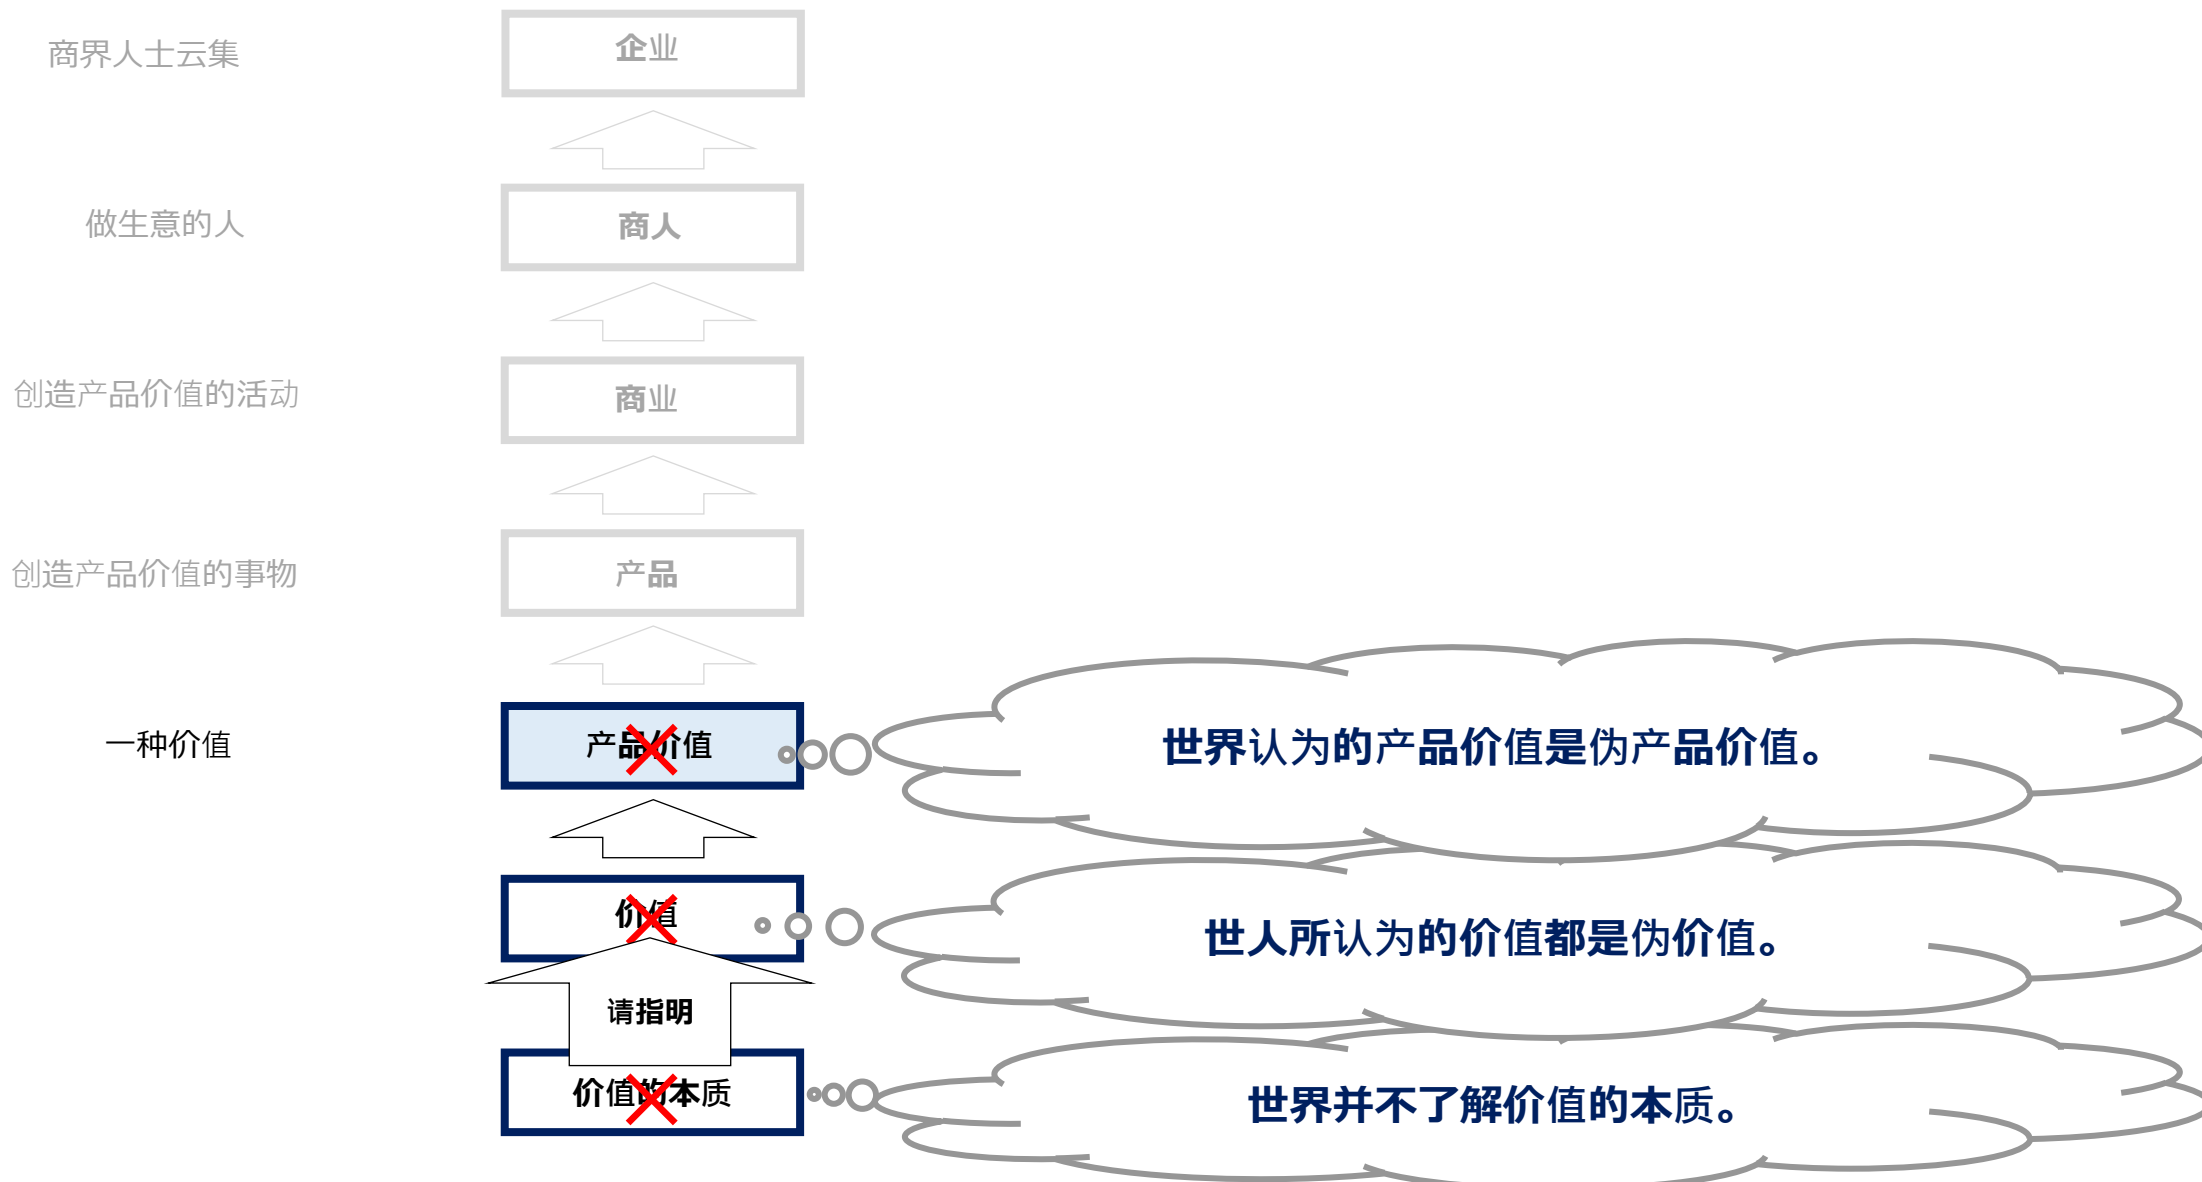 商界人士云集
企业
做生意的人
商人
创造产品价值的活动
商业
创造产品价值的事物
产品
一种价值
产品价值
世界认为的产品价值是伪产品价值。
价值
世人所认为的价值都是伪价值。
请指明
价值的本质
世界并不了解价值的本质。